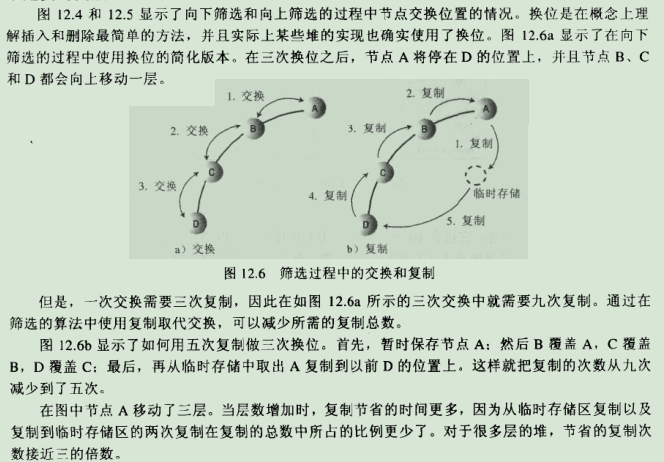 图 12.4 和 12.5 显示了向下筛选和向上筛选的过程中节点交换位置的情况。换位是在概念上理
解插入和删除最简单的方法，并且实际上某些堆的实现也确实使用了换位。图 12.6a 显示了在向下
筛选的过程中使用换位的简化版本。在三次换位之后，节点 A 将停在 D 的位置上，并且节点 B、C
和 D 都会向上移动一层。
1. 交换
A
2. 交换
B
3. 交换
C
D
a）交换
2. 复制
A
3. 复制
B
1. 复制
C
临时存储
4. 复制
D
5. 复制
b）复制
图 12.6 筛选过程中的交换和复制
但是，一次交换需要三次复制，因此在如图 12.6a 所示的三次交换中就需要九次复制。通过在
筛选的算法中使用复制取代交换，可以减少所需的复制总数。
图 12.6b 显示了如何用五次复制做三次换位。首先，暂时保存节点 A；然后 B 覆盖 A，C 覆盖
B，D 覆盖 C；最后，再从临时存储中取出 A 复制到以前 D 的位置上。这样就把复制的次数从九次
减少到了五次。
在图中节点 A 移动了三层。当层数增加时，复制节省的时间更多，因为从临时存储区复制以及
复制到临时存储区的两次复制在复制的总数中所占的比例更少了。对于很多层的堆，节省的复制次
数接近三的倍数。